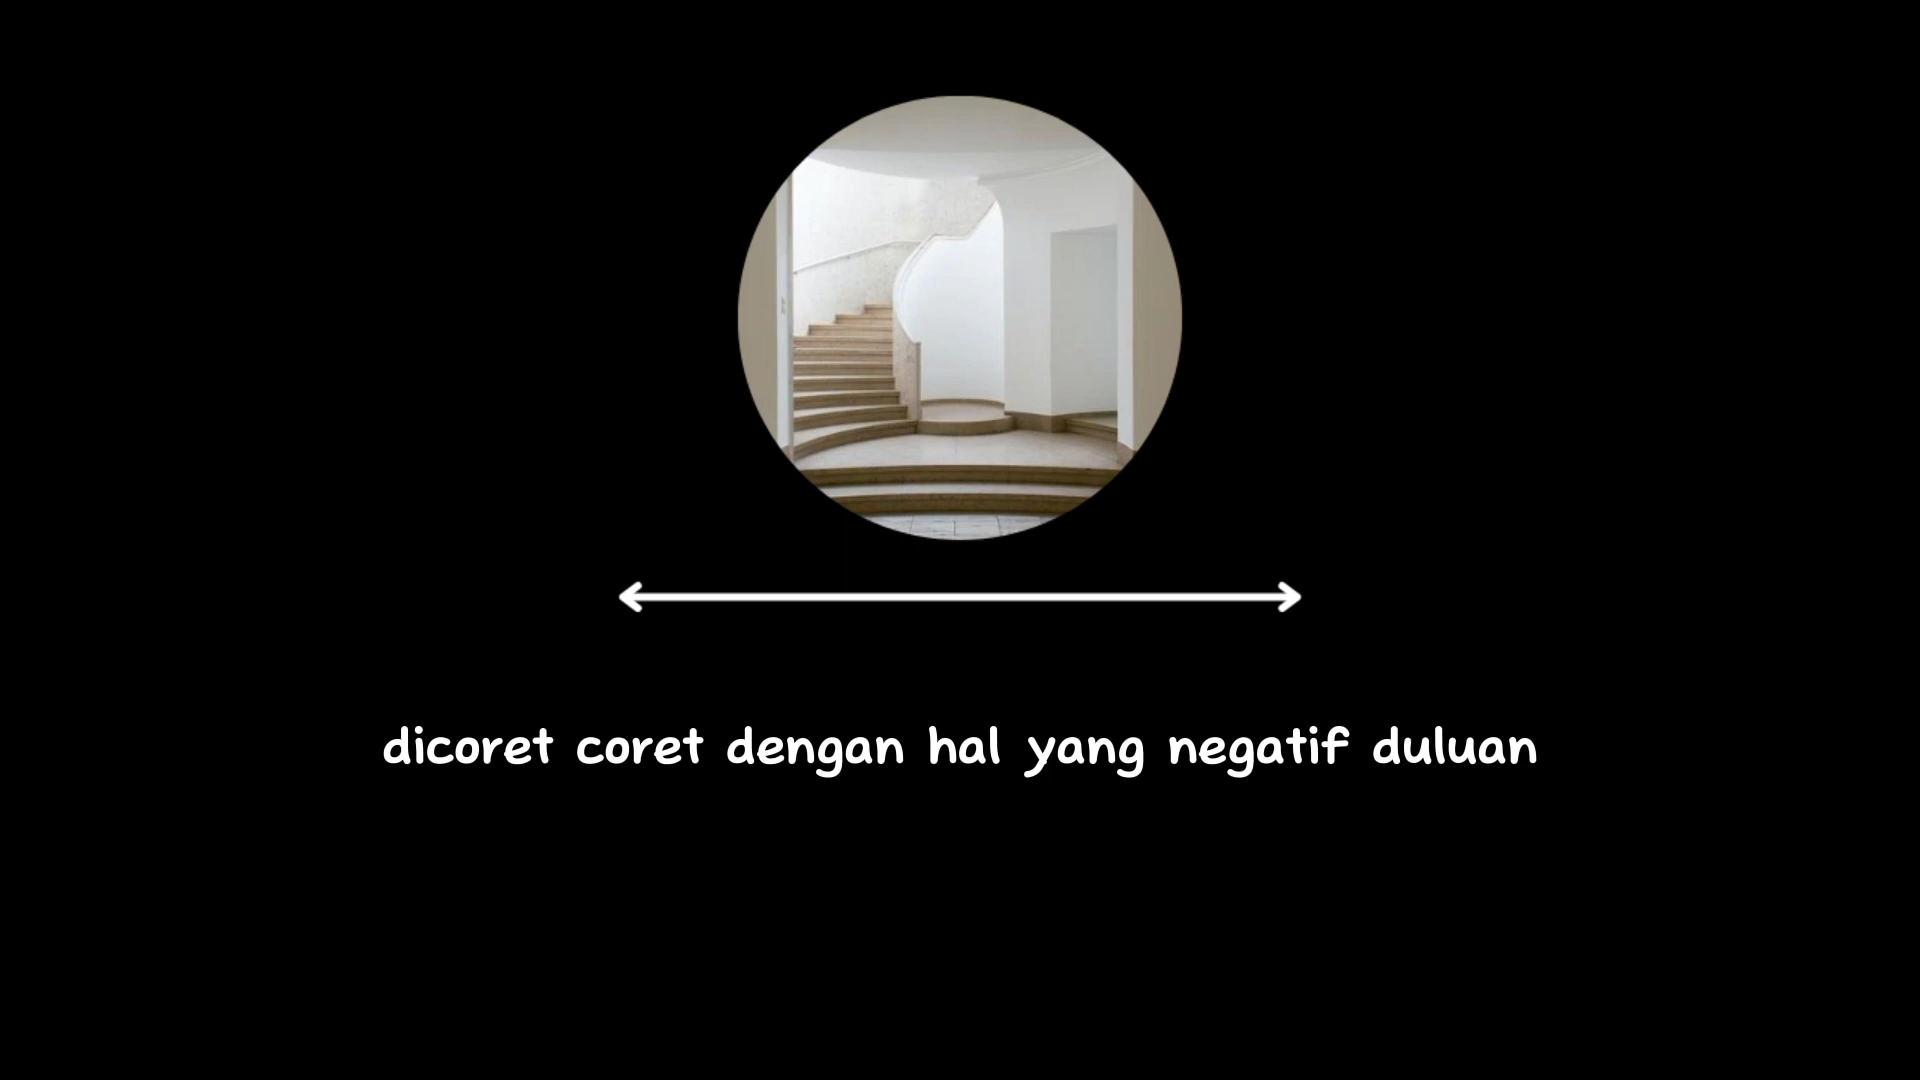 dicoret coret dengan hal yang negatif duluan